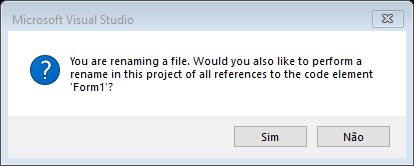 Microsoft Visual Studio
You are renaming a file. Would you also like to perform a
rename in this project of all references to the code element
'Form1'?
Sim
Não